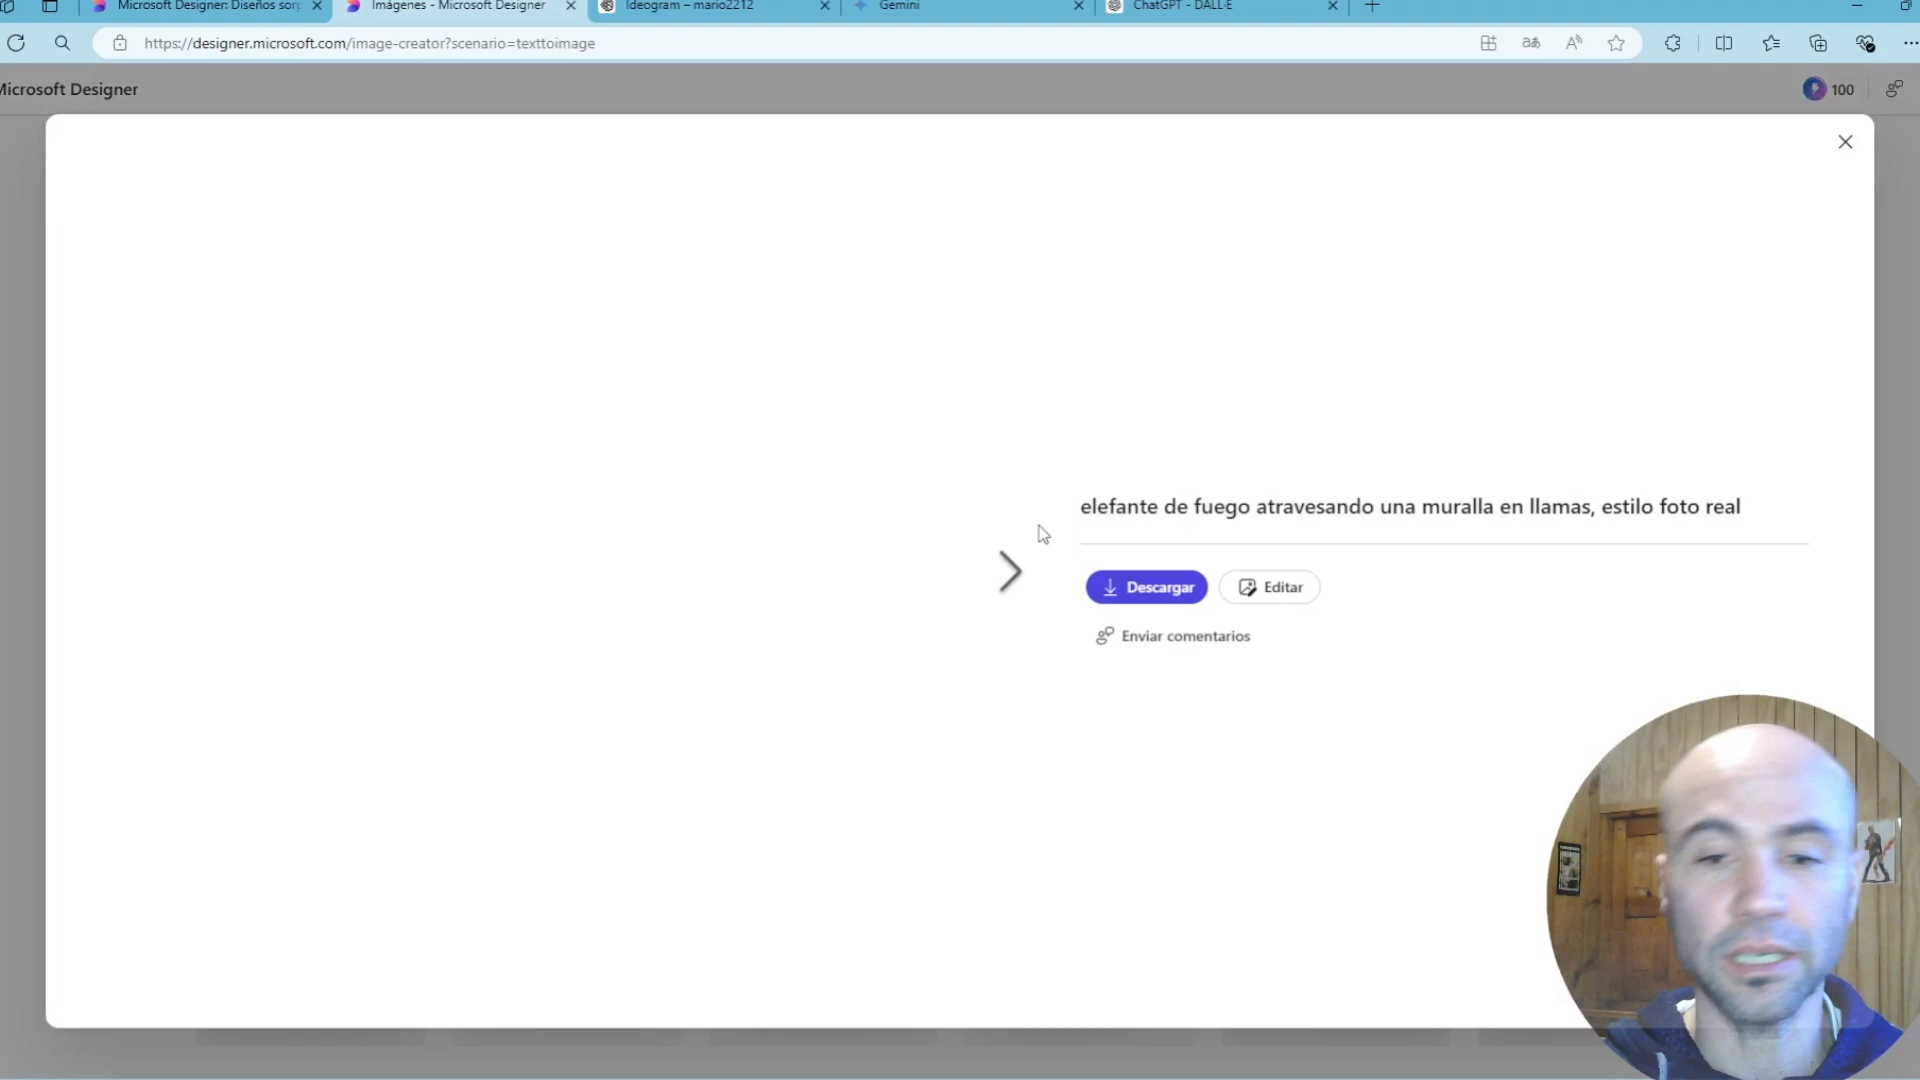 Microsoft Designer: Diseños sorp
Imágenes - Microsoft Designer
Ideogram – mario2212
Gemini
ChatGPT - DALL·E
https://designer.microsoft.com/image-creator?scenario=texttoimage
Microsoft Designer
100
elefante de fuego atravesando una muralla en llamas, estilo foto real
Descargar
Editar
Enviar comentarios